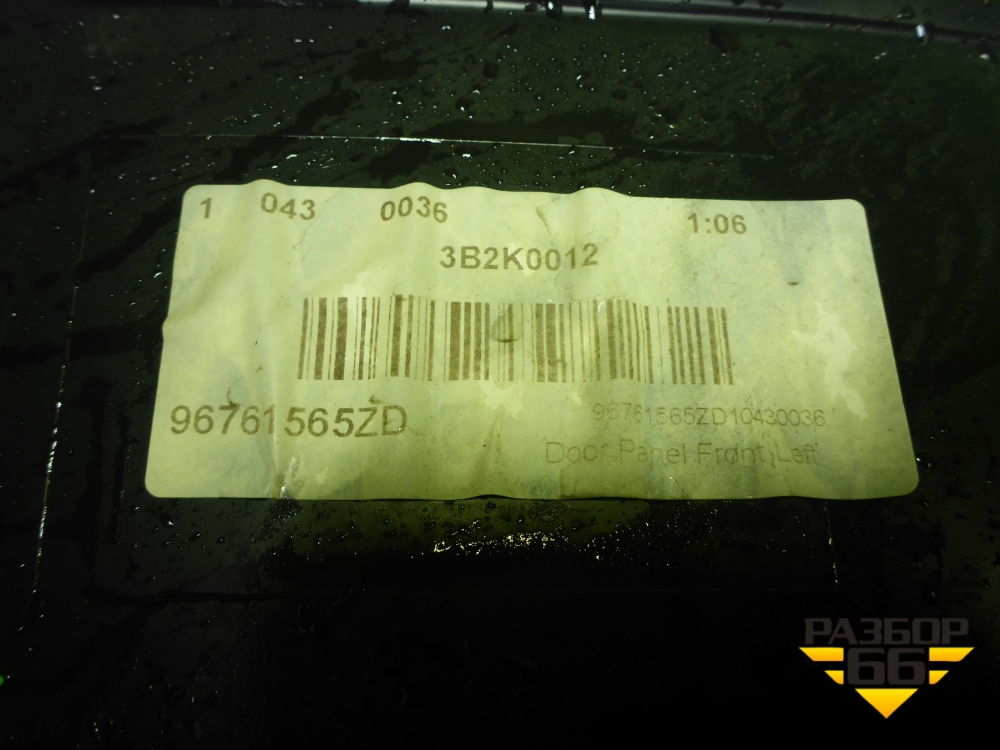 1 043 0036 1:06
3B2K0012
96761565ZD
96761565ZD10430036
Door Panel Front, Left
РАЗБОР
66